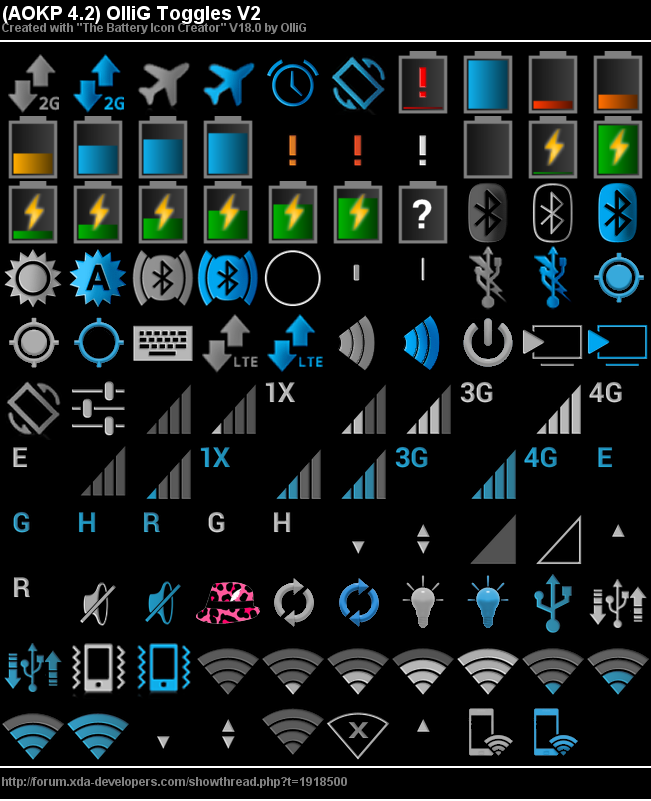 (AOKP 4.2) OlliG Toggles V2
Created with "The Battery Icon Creator" V18.0 by OlliG
2G 2G !
! ! !
?
A
LTE LTE
1X 3G 4G
E 1X 3G 4G E
G H R G H
R
X
http://forum.xda-developers.com/showthread.php?t=1918500